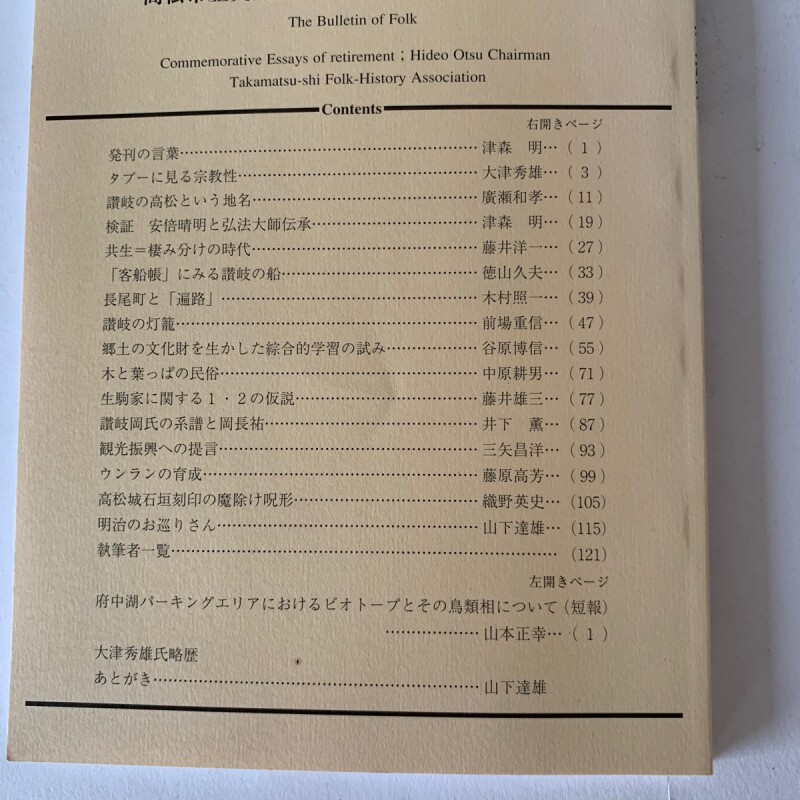 The Bulletin of Folk
Commemorative Essays of retirement ; Hideo Otsu Chairman
Takamatsu-shi Folk-History Association
Contents
右開きページ
発刊の言葉……津森 明…( 1 )
タブーに見る宗教性……大津秀雄…( 3 )
讃岐の高松という地名……廣瀬和孝…(11)
検証 安倍晴明と弘法大師伝承……津森 明…(19)
共生＝棲み分けの時代……藤井洋一…(27)
「客船帳」にみる讃岐の船……徳山久夫…(33)
長尾町と「遍路」……木村照一…(39)
讃岐の灯籠……前場重信…(47)
郷土の文化財を生かした綜合的学習の試み……谷原博信…(55)
木と葉っぱの民俗……中原耕男…(71)
生駒家に関する１・２の仮説……藤井雄三…(77)
讃岐岡氏の系譜と岡長祐……井下 薫…(87)
観光振興への提言……三矢昌洋…(93)
ウンランの育成……藤原高芳…(99)
高松城石垣刻印の魔除け呪形……織野英史…(105)
明治のお巡りさん……山下達雄…(115)
執筆者一覧……(121)
左開きページ
府中湖パーキングエリアにおけるビオトープとその鳥類相について（短報）
……山本正幸…( 1 )
大津秀雄氏略歴
あとがき……山下達雄